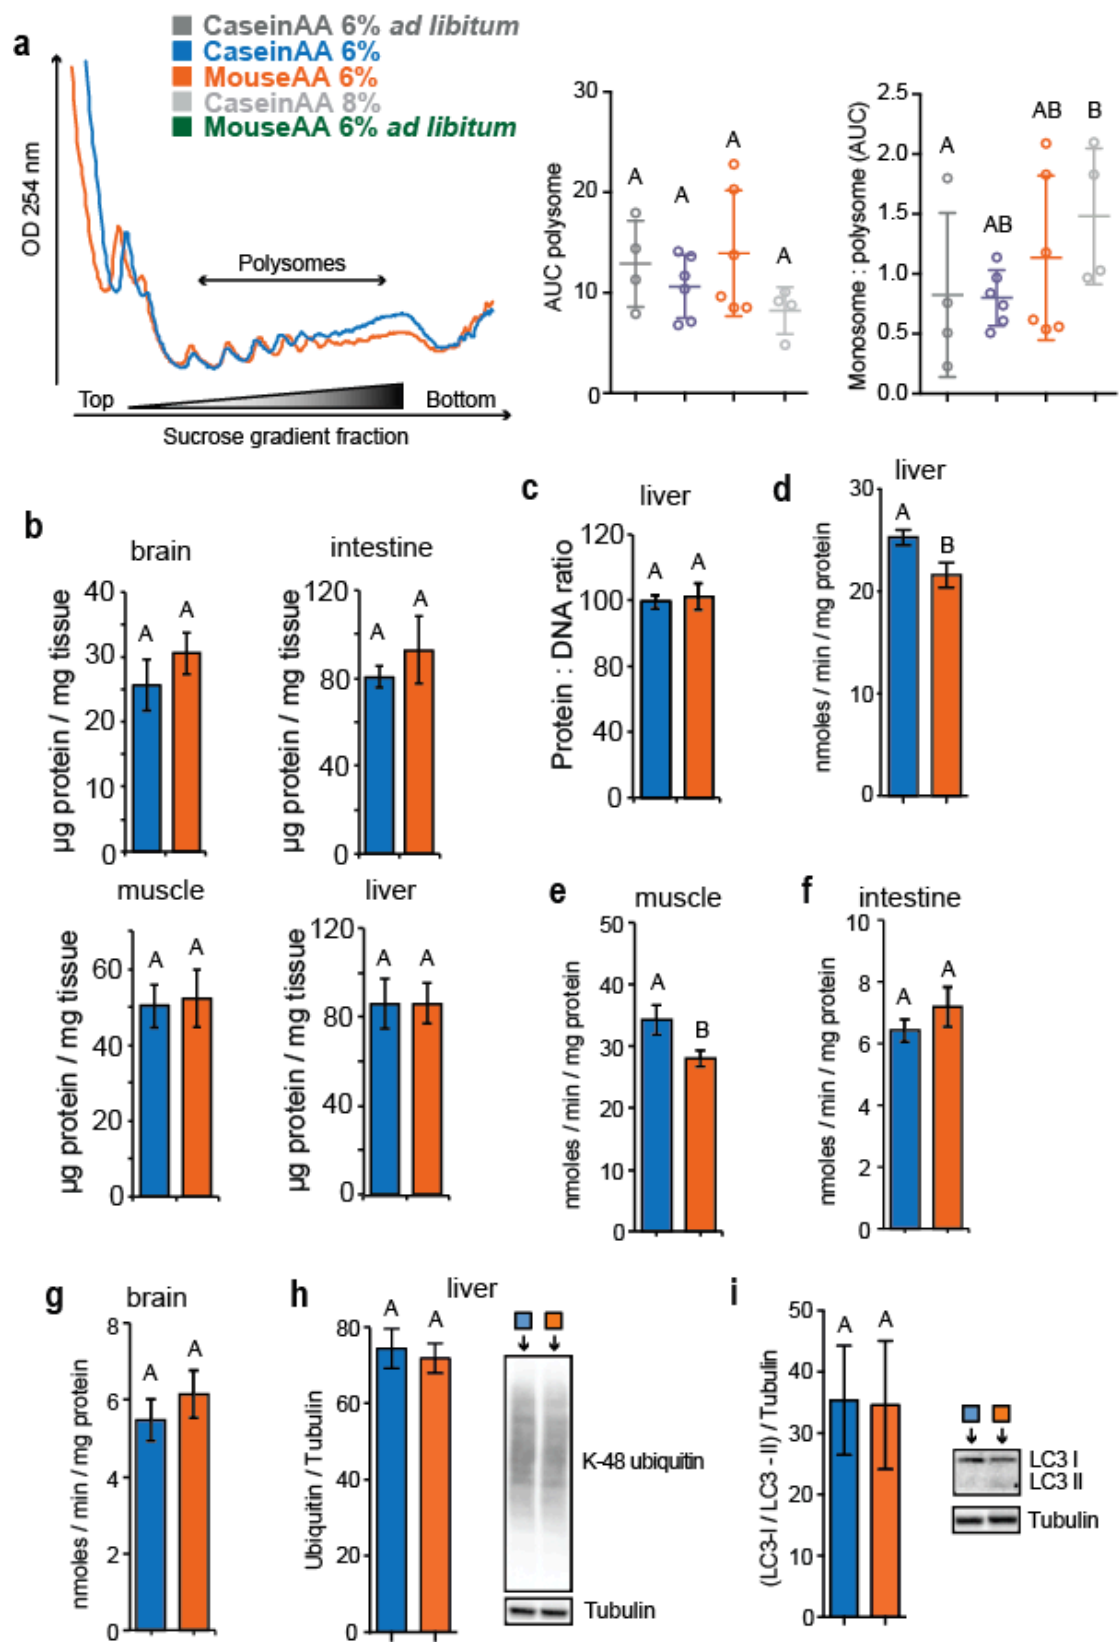 a
CaseinAA 6% ad libitum
CaseinAA 6%
MouseAA 6%
CaseinAA 8%
MouseAA 6% ad libitum
OD 254 nm
Polysomes
Top
Bottom
Sucrose gradient fraction
AUC polysome
30
20
10
0
A
A
A
A
Monosome : polysome (AUC)
2.5
2.0
1.5
1.0
0.5
0.0
A
AB
AB
B
b
brain
µg protein / mg tissue
40
30
20
10
0
A
A
intestine
µg protein / mg tissue
120
80
40
0
A
A
muscle
µg protein / mg tissue
60
40
20
0
A
A
liver
µg protein / mg tissue
120
80
40
0
A
A
c
liver
Protein : DNA ratio
120
100
80
40
0
A
A
d
liver
nmoles / min / mg protein
30
20
10
0
A
B
e
muscle
nmoles / min / mg protein
50
40
30
20
10
0
A
B
f
intestine
nmoles / min / mg protein
10
8
6
4
2
0
A
A
g
brain
nmoles / min / mg protein
8
6
4
2
0
A
A
h
liver
Ubiquitin / Tubulin
80
60
40
20
0
A
A
K-48 ubiquitin
Tubulin
i
(LC3-I / LC3 - II) / Tubulin
50
40
30
20
10
0
A
A
LC3 I
LC3 II
Tubulin